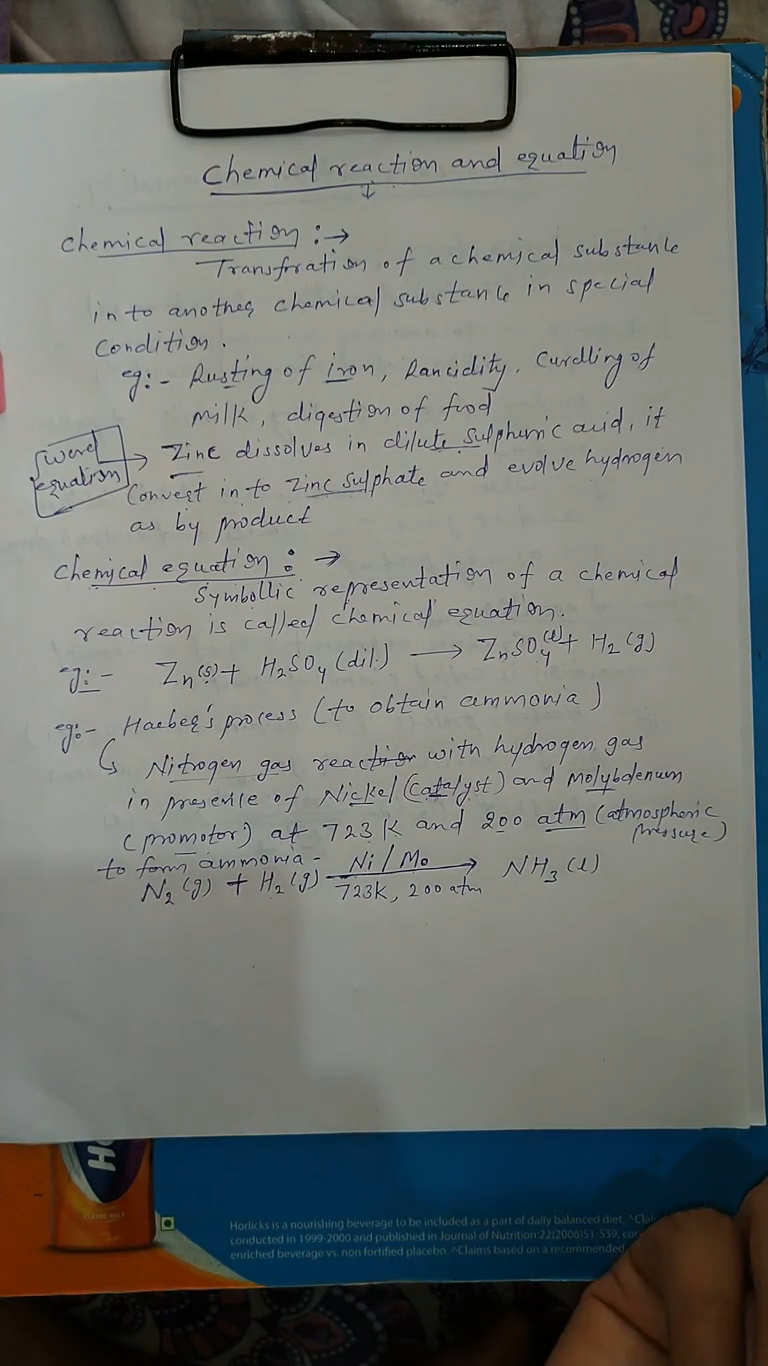 Chemical reaction and equation
↓
Chemical reaction :→
Transfration of a chemical substance
in to another chemical substance in special
Condition.
eg:- Rusting of iron, Rancidity, Curdling of
milk, digestion of food
word
equation
→ Zinc dissolves in dilute sulphuric acid, it
Convert in to Zinc sulphate and evolve hydrogen
as by product
Chemical equation : →
Symbollic representation of a chemical
reaction is called chemical equation.
eg:- Zn(s) + H₂SO₄ (dil.) → ZnSO₄(l) + H₂(g)
eg:- Haeber's process (to obtain ammonia)
↳ Nitrogen gas reaction with hydrogen gas
in presence of Nickel (Catalyst) and Molybdenum
(promotor) at 723 K and 200 atm (atmospheric
pressure)
to form ammonia -
N₂(g) + H₂(g) Ni / Mo → NH₃(l)
723K, 200 atm
Horlicks is a nourishing beverage to be included as a part of daily balanced diet.
conducted in 1999-2000 and published in Journal of Nutrition:22(2006)S1-S39,
enriched beverage vs. non fortified placebo. ^Claims based on a recommended